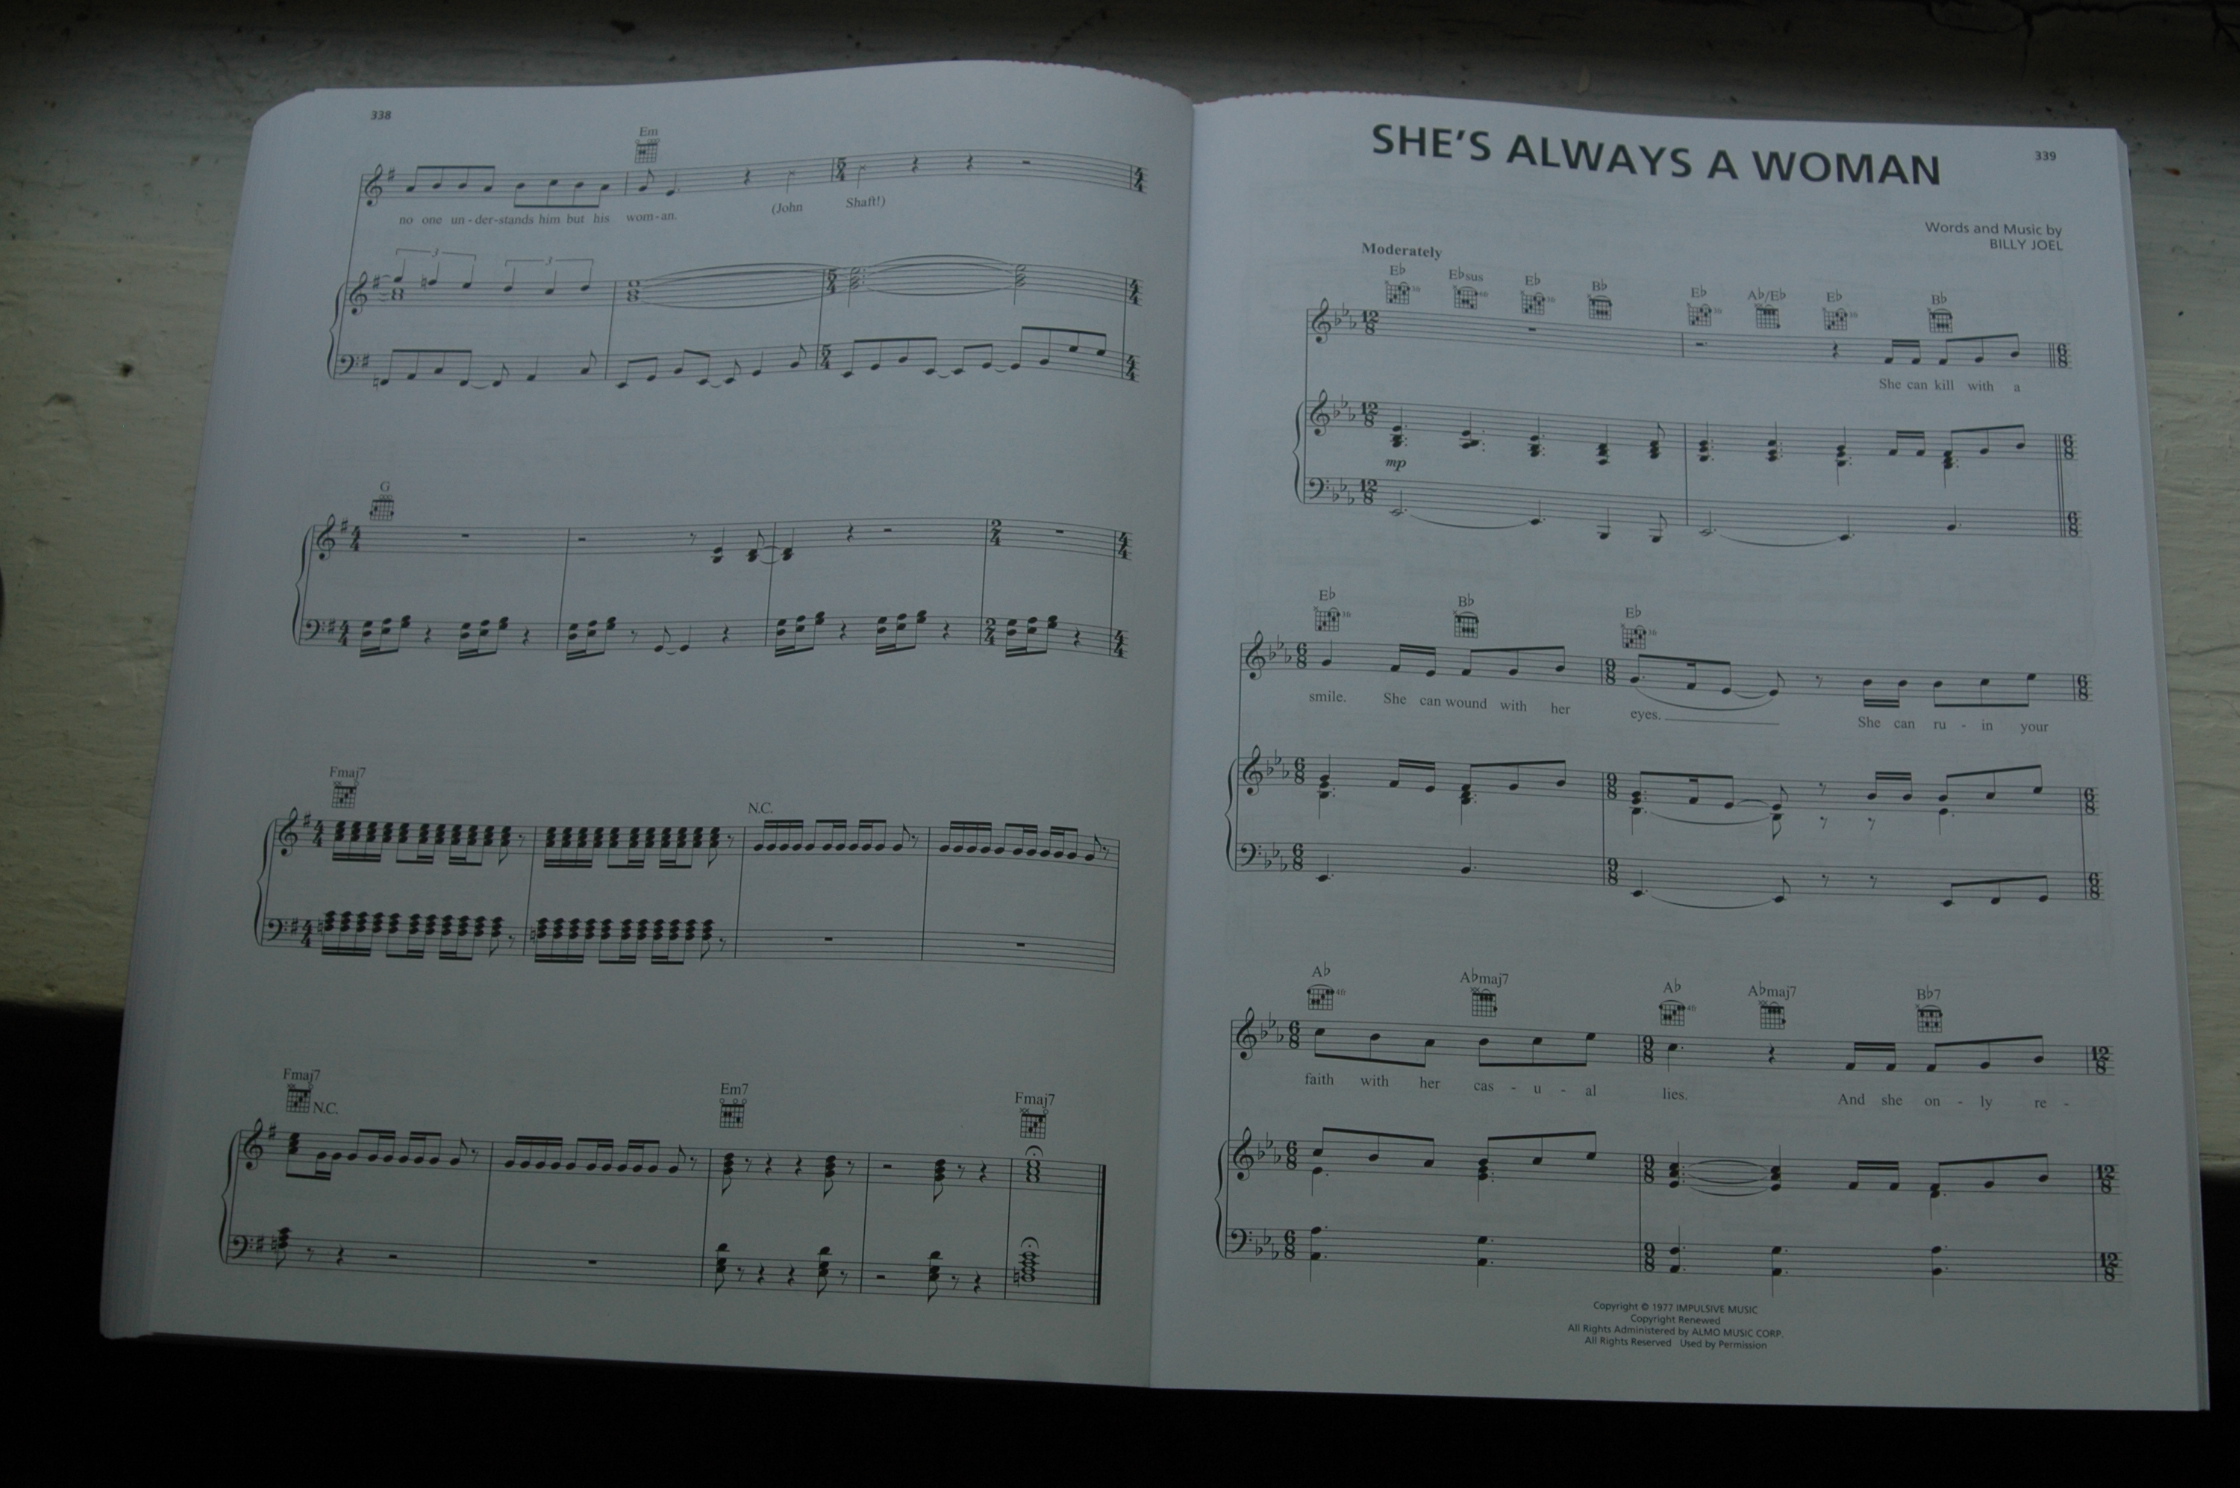 338
Em
no one un - der - stands him but his wom - an. (John Shaft!)
3 3
G
Fmaj7
N.C.
Fmaj7 Em7 Fmaj7
N.C.
SHE'S ALWAYS A WOMAN
339
Words and Music by
BILLY JOEL
Moderately
E♭ E♭sus E♭ B♭ E♭ A♭/E♭ E♭ B♭
She can kill with a
mp
E♭ B♭ E♭
smile. She can wound with her eyes. She can ru - in your
A♭ A♭maj7 A♭ A♭maj7 B♭7
faith with her cas - u - al lies. And she on - ly re -
Copyright © 1977 IMPULSIVE MUSIC
Copyright Renewed
All Rights Administered by ALMO MUSIC CORP.
All Rights Reserved Used by Permission